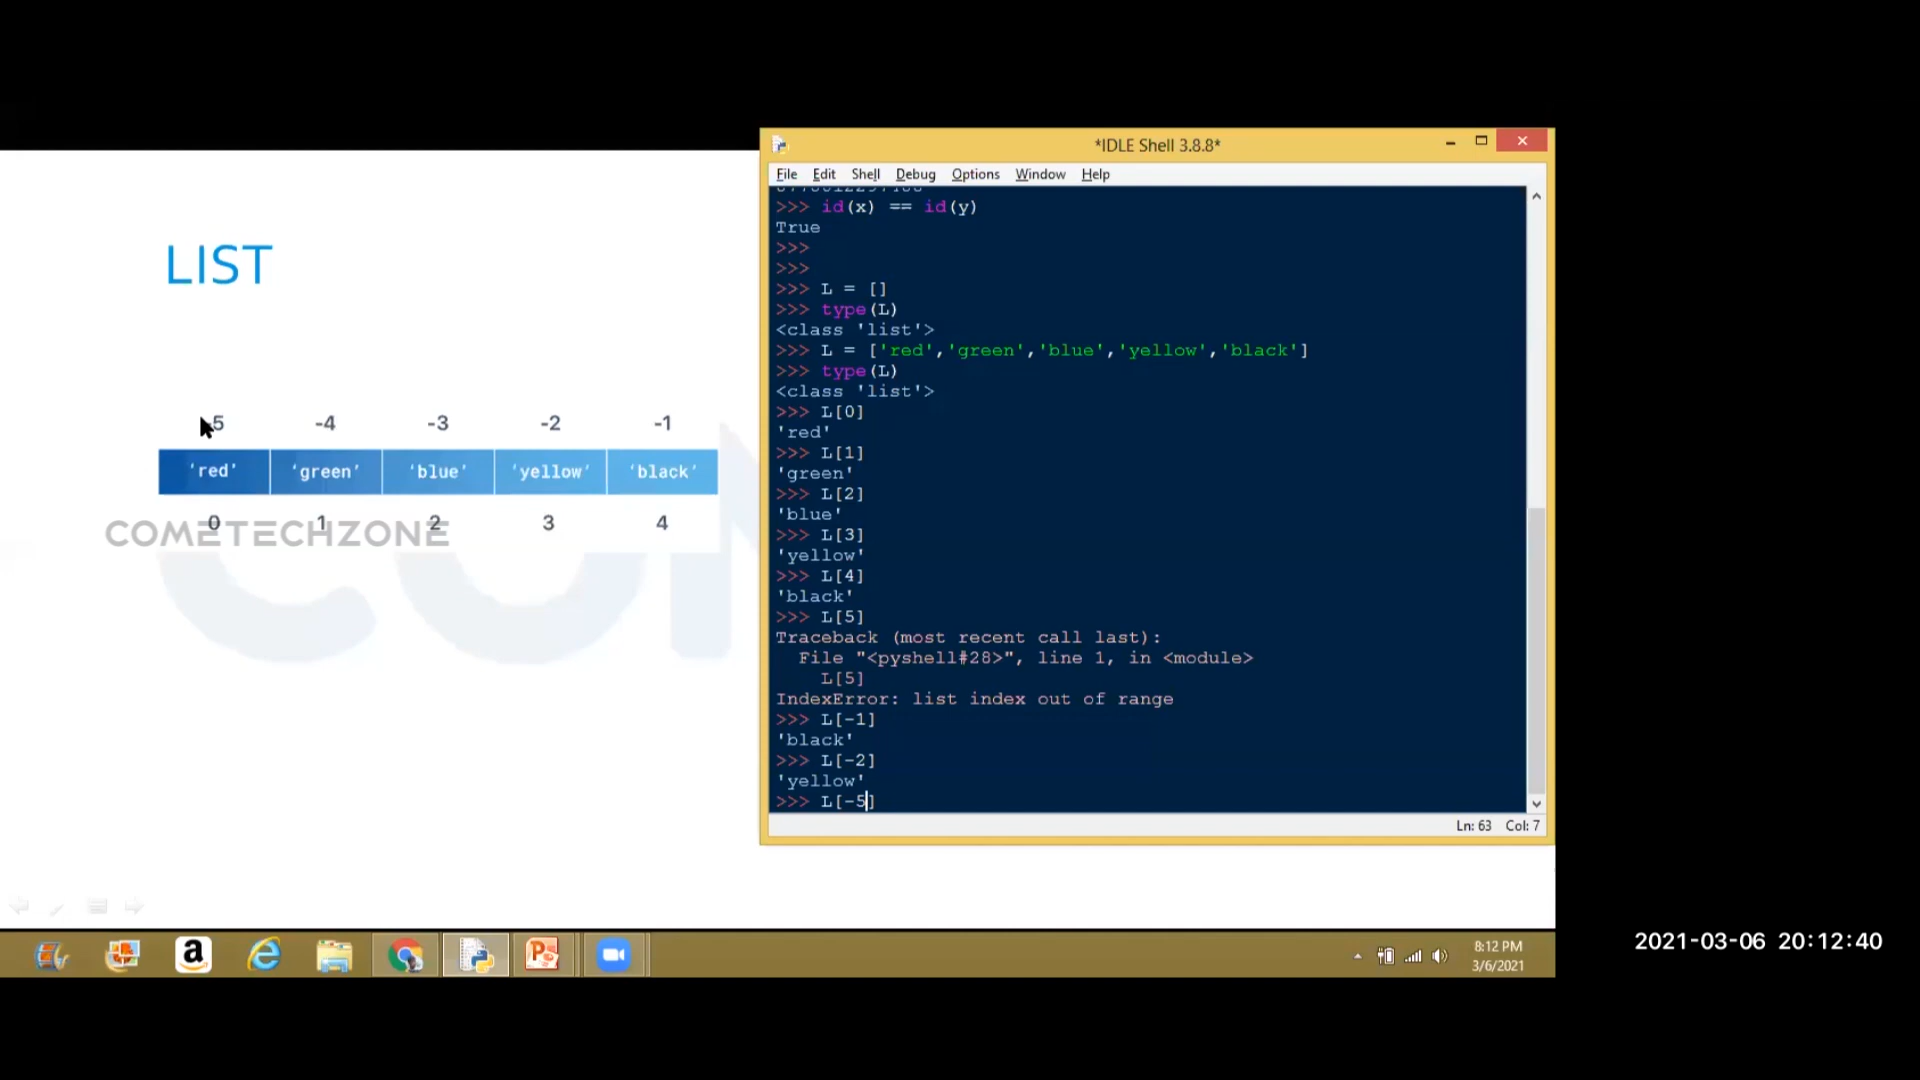 *IDLE Shell 3.8.8*
File Edit Shell Debug Options Window Help
>>> id(x) == id(y)
True
>>>
>>>
>>> L = []
>>> type(L)
<class 'list'>
>>> L = ['red','green','blue','yellow','black']
>>> type(L)
<class 'list'>
>>> L[0]
'red'
>>> L[1]
'green'
>>> L[2]
'blue'
>>> L[3]
'yellow'
>>> L[4]
'black'
>>> L[5]
Traceback (most recent call last):
  File "<pyshell#28>", line 1, in <module>
    L[5]
IndexError: list index out of range
>>> L[-1]
'black'
>>> L[-2]
'yellow'
>>> L[-5]
Ln: 63 Col: 7
LIST
5 -4 -3 -2 -1
'red' 'green' 'blue' 'yellow' 'black'
0 1 2 3 4
COMETECHZONE
8:12 PM
3/6/2021
2021-03-06 20:12:40